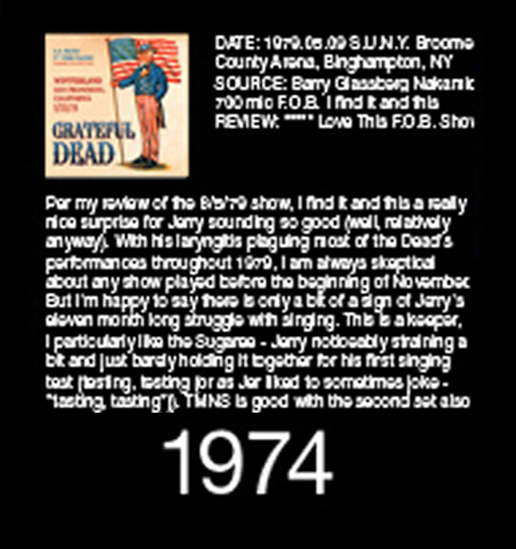 GRATEFUL
DEAD
DATE: 1979.05.09 S.U.N.Y. Broome
County Arena, Binghampton, NY
SOURCE: Barry Glassberg Nakamic
700 mic F.O.B. I find it and this
REVIEW: ***** Love This F.O.B. Show
Per my review of the 8/5/79 show, I find it and this a really
nice surprise for Jerry sounding so good (well, relatively
anyway). With his laryngitis plaguing most of the Dead's
performances throughout 1979, I am always skeptical
about any show played before the beginning of November.
But I'm happy to say there is only a bit of a sign of Jerry's
eleven month long struggle with singing. This is a keeper,
I particularly like the Sugaree - Jerry noticeably straining a
bit and just barely holding it together for his first singing
test (testing, testing jor as Jer liked to sometimes joke -
"tasting, tasting"(). TMNS is good with the second set also
1974